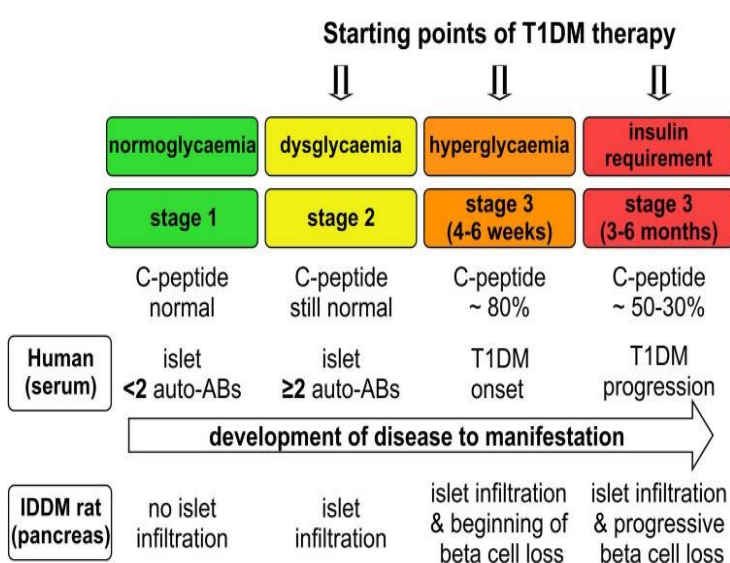 Starting points of T1DM therapy
normoglycaemia
dysglycaemia
hyperglycaemia
insulin
requirement
stage 1
stage 2
stage 3
(4-6 weeks)
stage 3
(3-6 months)
C-peptide
normal
C-peptide
still normal
C-peptide
~ 80%
C-peptide
~ 50-30%
Human
(serum)
islet
<2 auto-ABs
islet
≥2 auto-ABs
T1DM
onset
T1DM
progression
development of disease to manifestation
IDDM rat
(pancreas)
no islet
infiltration
islet
infiltration
islet infiltration
& beginning of
beta cell loss
islet infiltration
& progressive
beta cell loss